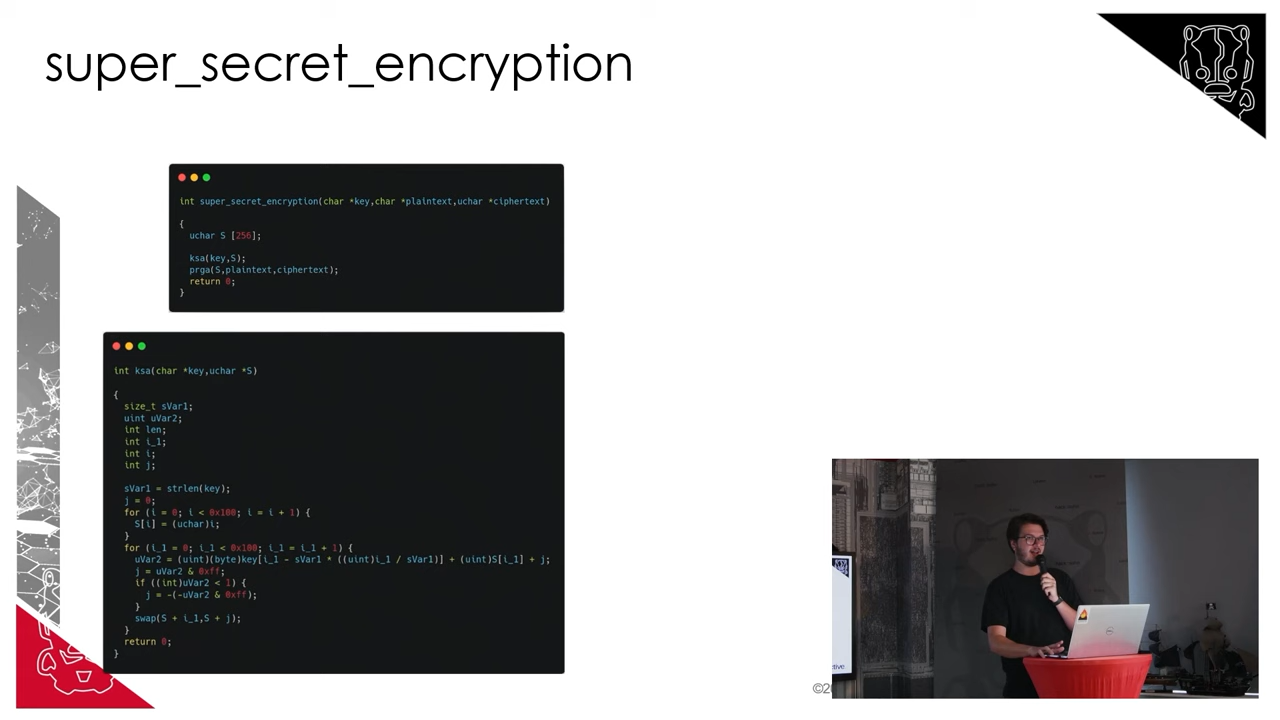 super_secret_encryption
int super_secret_encryption(char *key,char *plaintext,uchar *ciphertext)
{
uchar S [256];
ksa(key,S);
prga(S,plaintext,ciphertext);
return 0;
}
int ksa(char *key,uchar *S)
{
size_t sVar1;
uint uVar2;
int len;
int i_1;
int i;
int j;
sVar1 = strlen(key);
j = 0;
for (i = 0; i < 0x100; i = i + 1) {
S[i] = (uchar)i;
}
for (i_1 = 0; i_1 < 0x100; i_1 = i_1 + 1) {
uVar2 = (uint)(byte)key[i_1 - sVar1 * ((uint)i_1 / sVar1)] + (uint)S[i_1] + j;
j = uVar2 & 0xff;
if ((int)uVar2 < 1) {
j = -(-uVar2 & 0xff);
}
swap(S + i_1,S + j);
}
return 0;
}